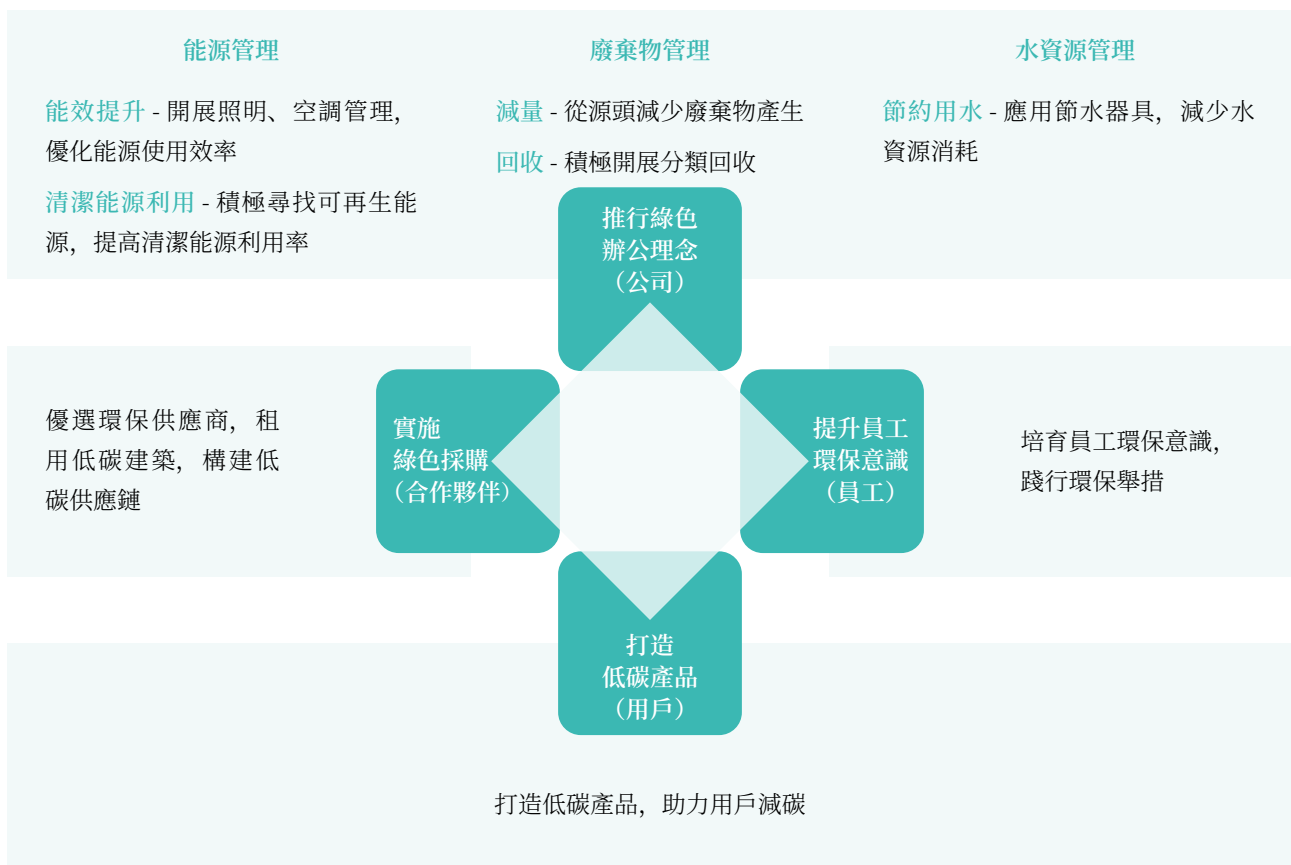 能源管理
能效提升 - 開展照明、空調管理，
優化能源使用效率
清潔能源利用 - 積極尋找可再生能
源，提高清潔能源利用率
廢棄物管理
減量 - 從源頭減少廢棄物產生
回收 - 積極開展分類回收
水資源管理
節約用水 - 應用節水器具，減少水
資源消耗
推行綠色
辦公理念
（公司）
優選環保供應商，租
用低碳建築，構建低
碳供應鏈
實施
綠色採購
（合作夥伴）
提升員工
環保意識
（員工）
培育員工環保意識，
踐行環保舉措
打造
低碳產品
（用戶）
打造低碳產品，助力用戶減碳